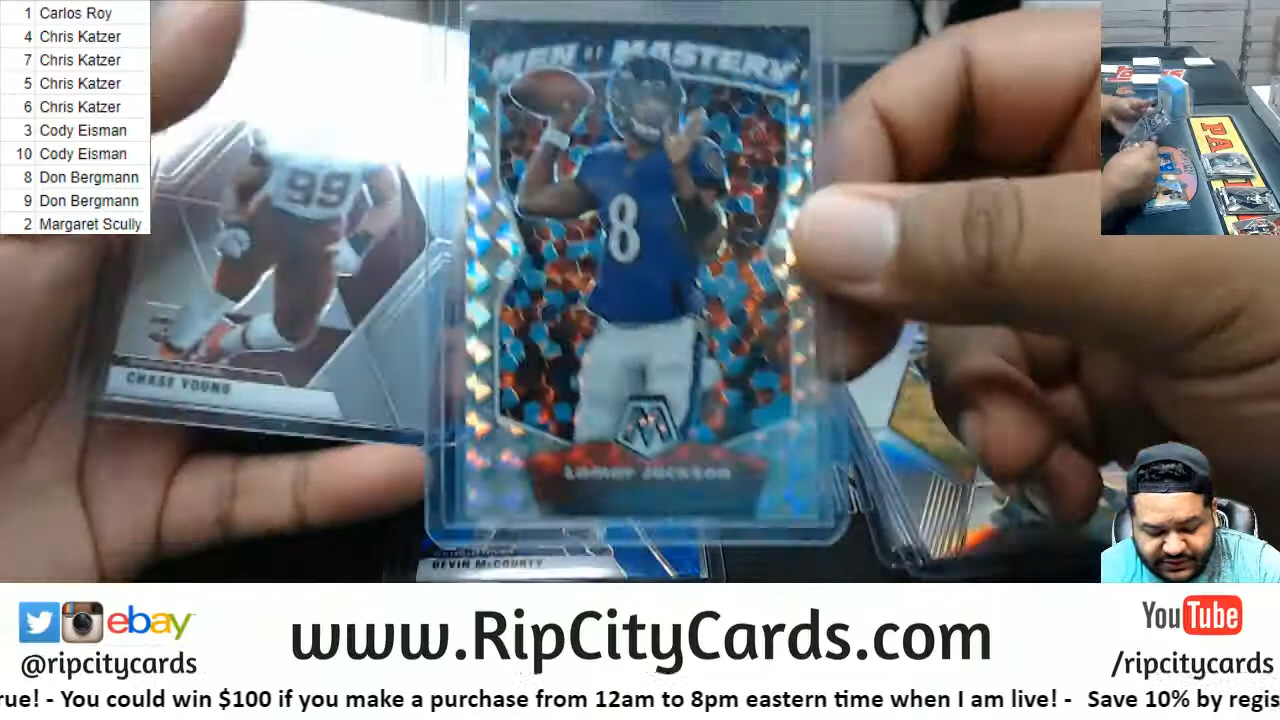 1 Carlos Roy
4 Chris Katzer
7 Chris Katzer
5 Chris Katzer
6 Chris Katzer
3 Cody Eisman
10 Cody Eisman
8 Don Bergmann
9 Don Bergmann
2 Margaret Scully
MEN OF MASTERY
8
Lamar Jackson
99
CHASE YOUNG
DEVIN McCOURTY
PA
ebay
@ripcitycards
www.RipCityCards.com
YouTube
/ripcitycards
rue! - You could win $100 if you make a purchase from 12am to 8pm eastern time when I am live! - Save 10% by regis